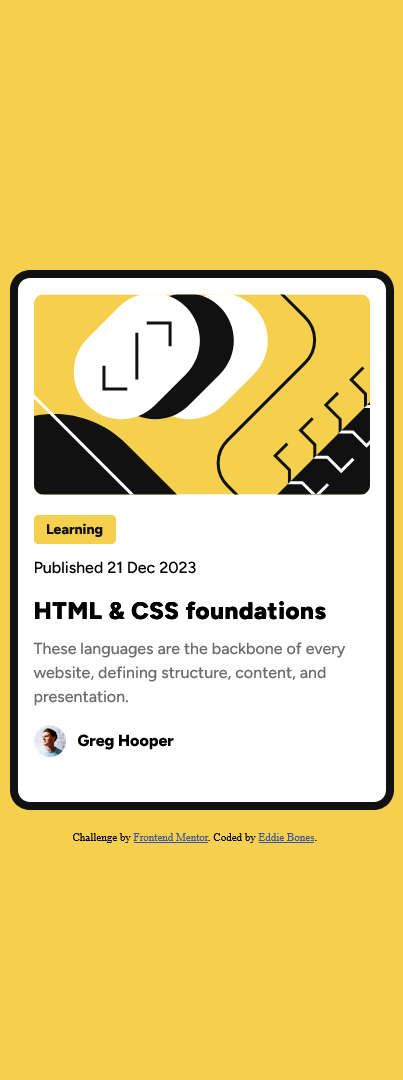 Learning
Published 21 Dec 2023
HTML & CSS foundations
These languages are the backbone of every
website, defining structure, content, and
presentation.
Greg Hooper
Challenge by Frontend Mentor. Coded by Eddie Bones.